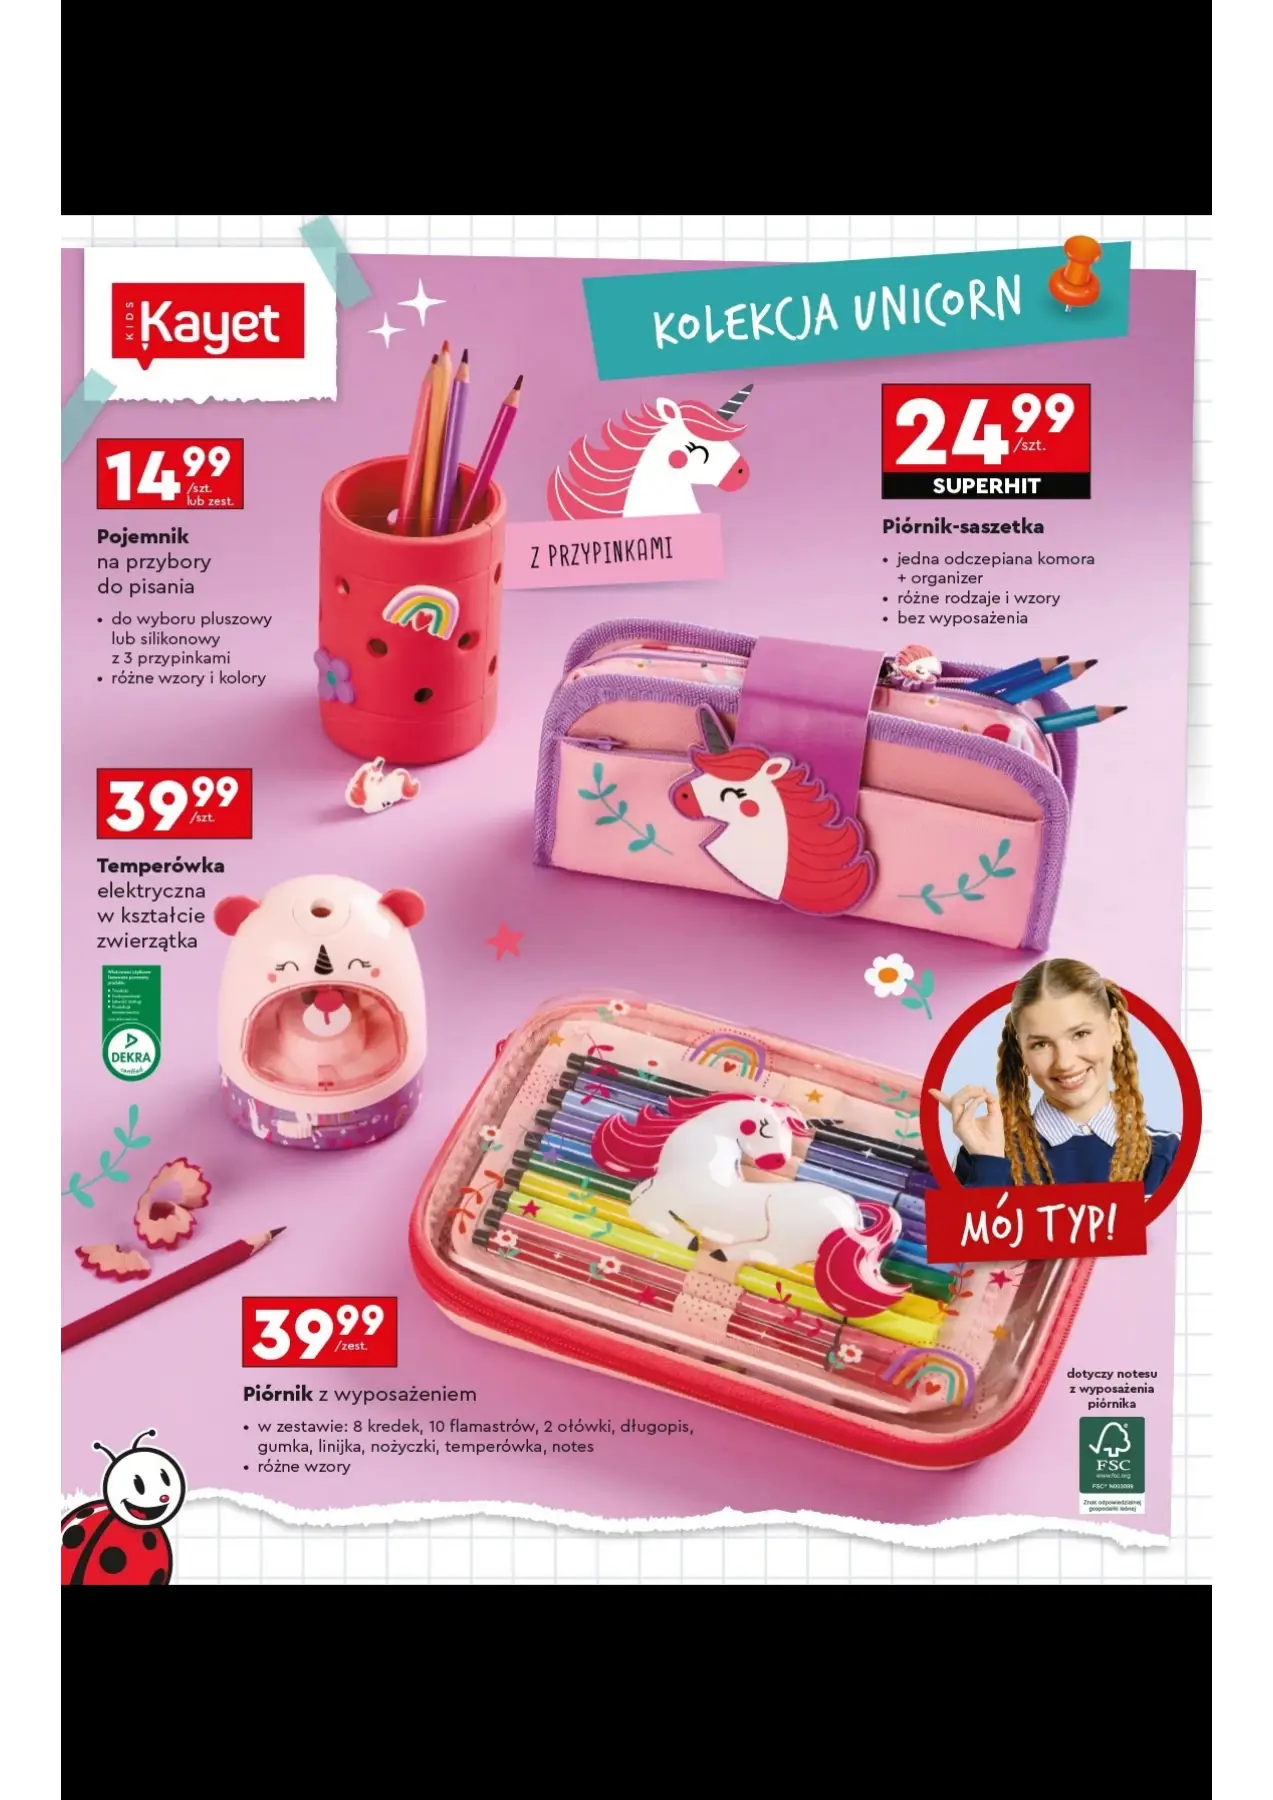 KIDS
Kayet
KOLEKCJA UNICORN
14 99
/szt.
lub zest.
Pojemnik
na przybory
do pisania
• do wyboru pluszowy
lub silikonowy
z 3 przypinkami
• różne wzory i kolory
Z PRZYPINKAMI
24 99
/szt.
SUPERHIT
Piórnik-saszetka
• jedna odczepiana komora
+ organizer
• różne rodzaje i wzory
• bez wyposażenia
39 99
/szt.
Temperówka
elektryczna
w kształcie
zwierzątka
DEKRA
MÓJ TYP!
39 99
/zest.
Piórnik z wyposażeniem
• w zestawie: 8 kredek, 10 flamastrów, 2 ołówki, długopis,
gumka, linijka, nożyczki, temperówka, notes
• różne wzory
dotyczy notesu
z wyposażenia
piórnika
FSC
www.fsc.org
FSC® N003099
Znak odpowiedzialnej
gospodarki leśnej